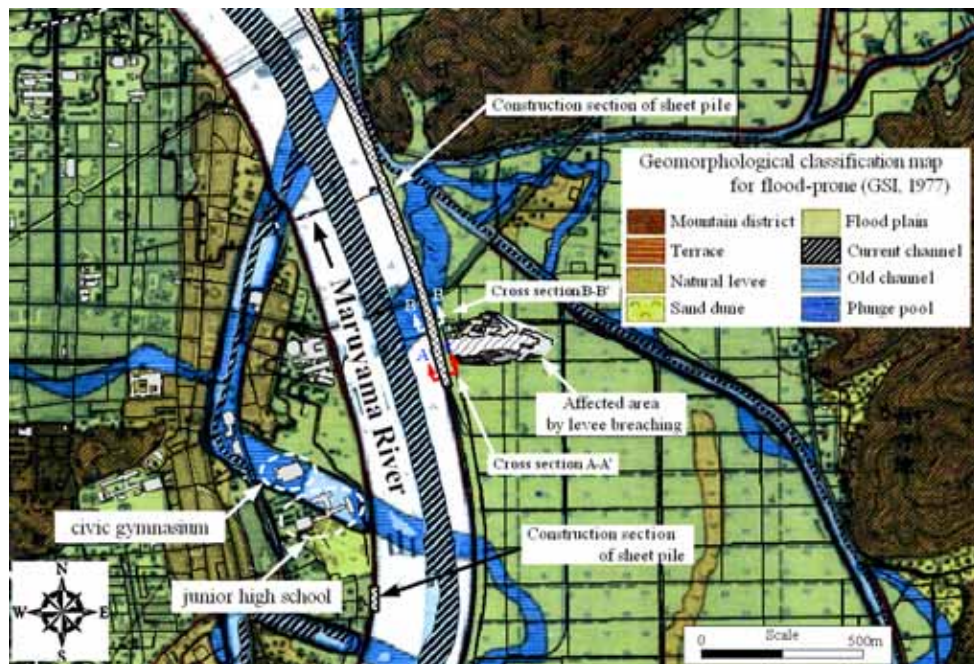 Construction section of sheet pile
Geomorphological classification map
for flood-prone (GSI, 1977)
Mountain district
Flood plain
Terrace
Current channel
Natural levee
Old channel
Sand dune
Plunge pool
Maruyama River
B
B'
Cross section B-B'
A
Affected area
by levee breaching
Cross section A-A'
civic gymnasium
junior high school
Construction section
of sheet pile
N
W
E
S
Scale
0
500m